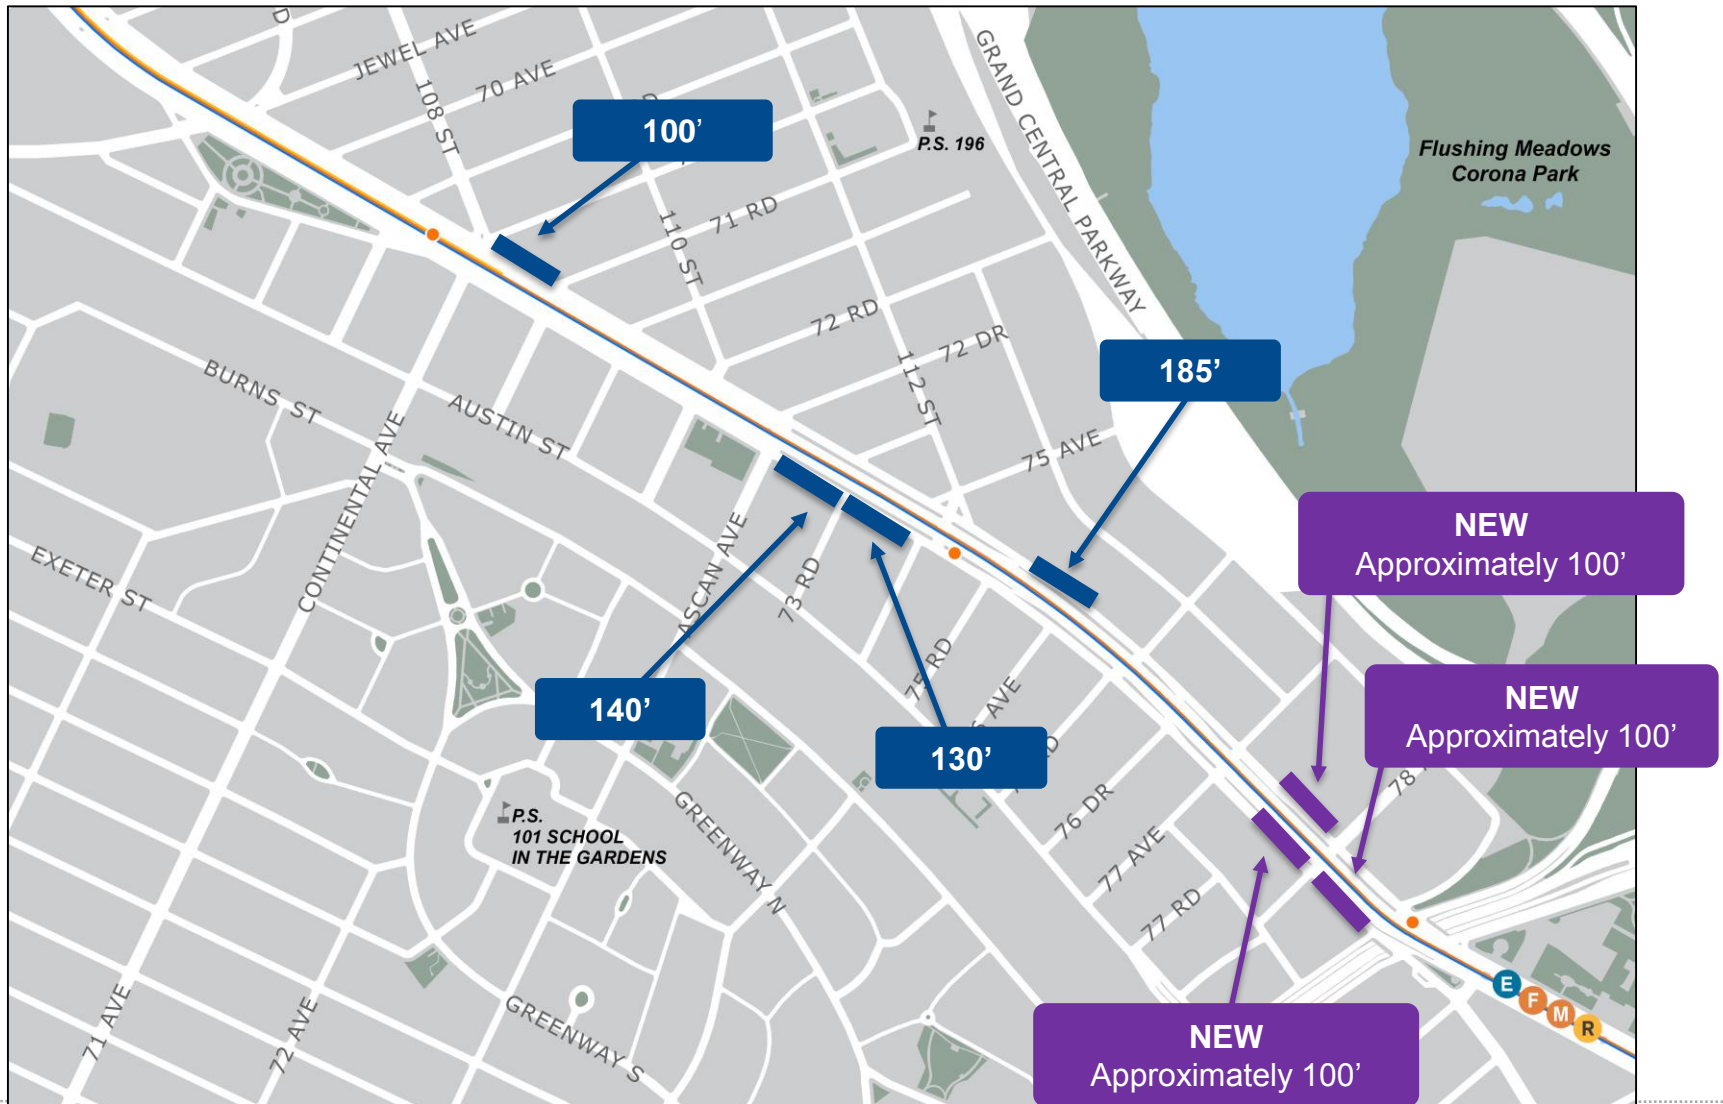 D
JEWEL AVE
70 AVE
108 ST
100’
P.S. 196
GRAND CENTRAL PARKWAY
Flushing Meadows
Corona Park
71 RD
110 ST
72 RD
72 DR
112 ST
185’
BURNS ST
AUSTIN ST
CONTINENTAL AVE
75 AVE
NEW
Approximately 100’
EXETER ST
ASCAN AVE
73 RD
75 RD
AVE
140’
130’
NEW
Approximately 100’
78
76 DR
77 AVE
77 RD
P.S.
101 SCHOOL
IN THE GARDENS
GREENWAY N
GREENWAY S
71 AVE
72 AVE
E
F
M
R
NEW
Approximately 100’